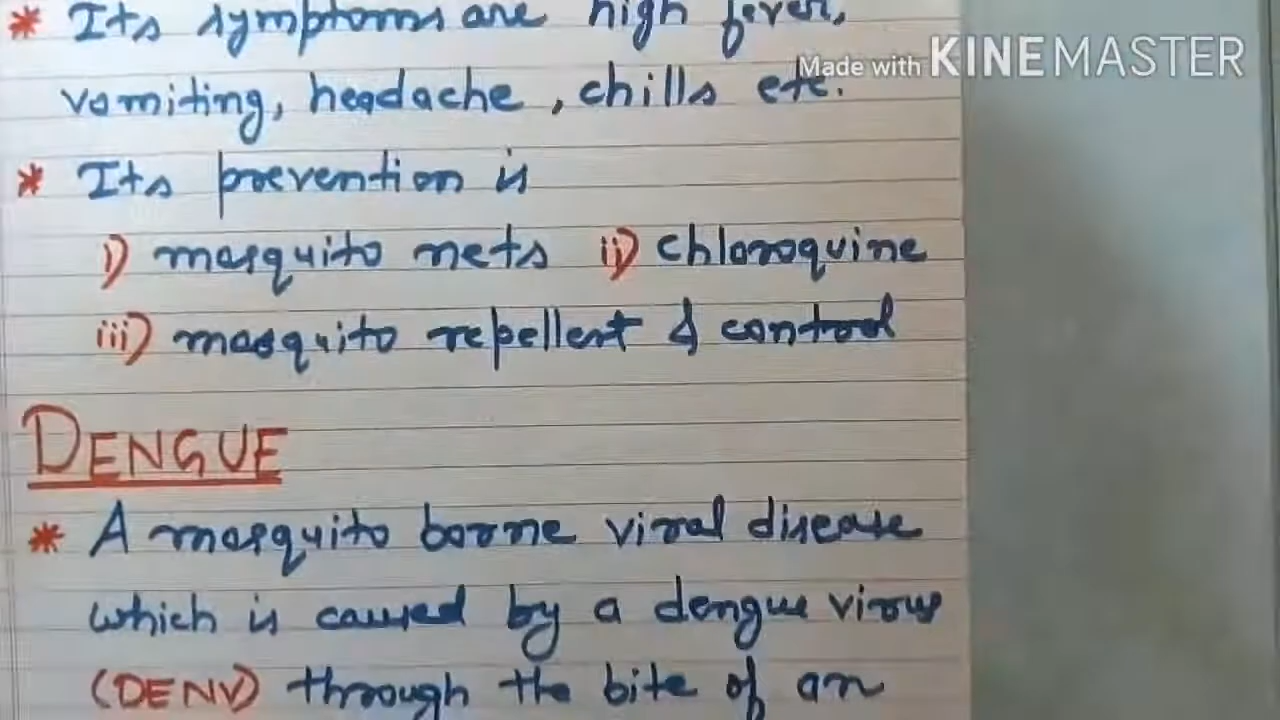 * Its symptoms are high fever,
Made with KINEMASTER
vomiting, headache, chills etc.
* Its prevention is
i) mosquito nets ii) chloroquine
iii) mosquito repellent & control
DENGUE
* A mosquito borne viral disease
which is caused by a dengue virus
(DENV) through the bite of an